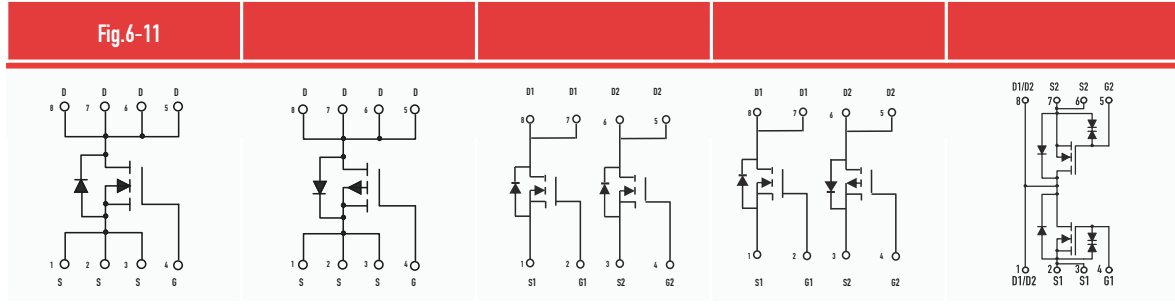 Fig.6-11
D D D D
8 7 6 5
1 2 3 4
S S S G
D D D D
8 7 6 5
1 2 3 4
S S S G
D1 D1 D2 D2
8 7 6 5
1 2 3 4
S1 G1 S2 G2
D1 D1 S2 D2
8 7 6 5
1 2 3 4
S1 G1 S2 G2
D1/D2 S2 S2 G2
8 7 6 5
1 2 3 4
D1/D2 S1 S1 G1